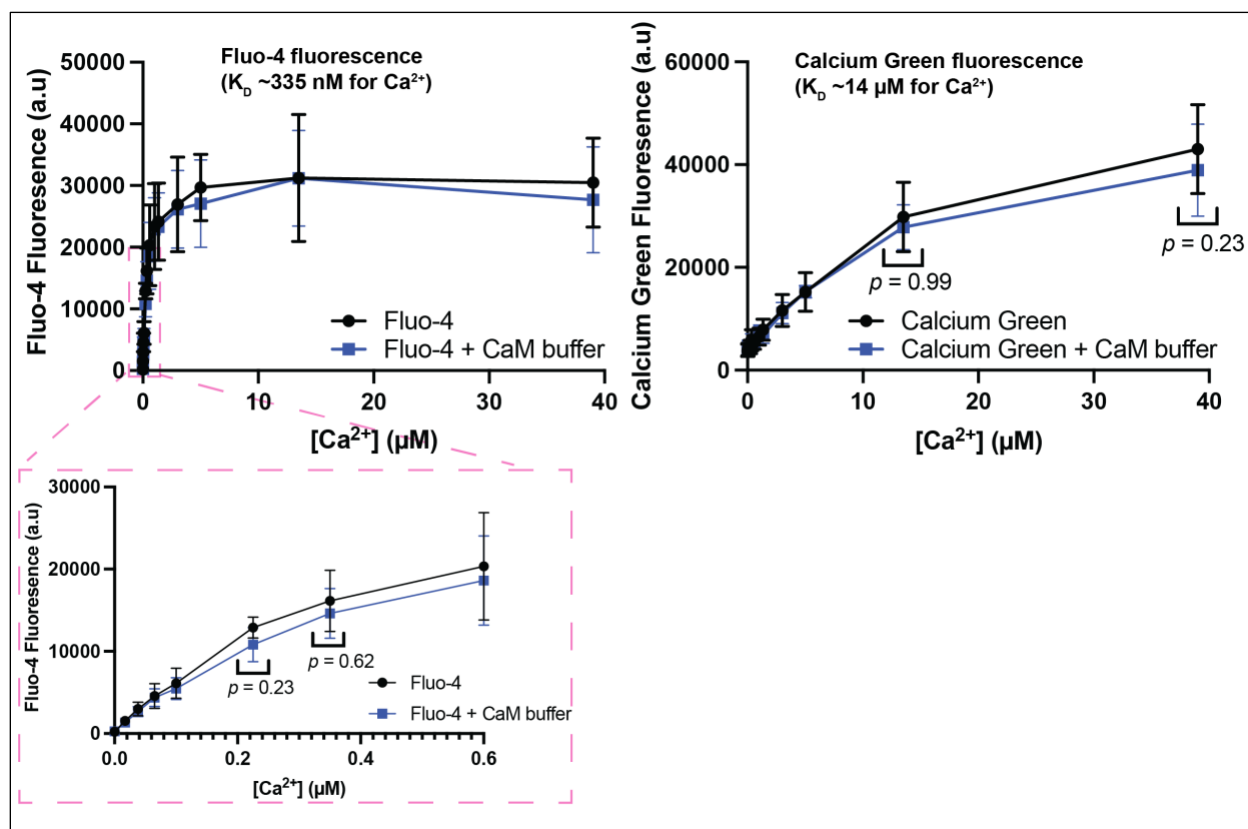 Fluo-4 fluorescence
(K_D ~335 nM for Ca²⁺)
Fluo-4 Fluoresence (a.u)
50000
40000
30000
20000
10000
0
Fluo-4
Fluo-4 + CaM buffer
0
10
20
30
40
[Ca²⁺] (µM)
Calcium Green fluorescence
(K_D ~14 µM for Ca²⁺)
Calcium Green Fluoresence (a.u)
60000
40000
20000
0
p = 0.99
p = 0.23
Calcium Green
Calcium Green + CaM buffer
0
10
20
30
40
[Ca²⁺] (µM)
Fluo-4 Fluoresence (a.u)
30000
20000
10000
0
p = 0.23
p = 0.62
Fluo-4
Fluo-4 + CaM buffer
0.0
0.2
0.4
0.6
[Ca²⁺] (µM)